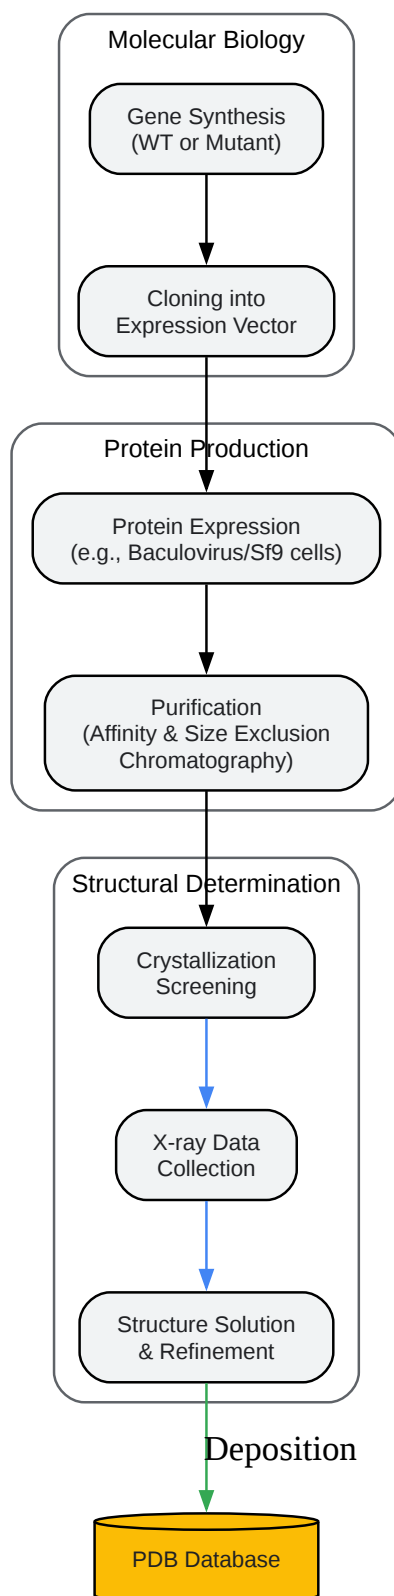 Molecular Biology
Gene Synthesis
(WT or Mutant)
Cloning into
Expression Vector
Protein Production
Protein Expression
(e.g., Baculovirus/Sf9 cells)
Purification
(Affinity & Size Exclusion
Chromatography)
Structural Determination
Crystallization
Screening
X-ray Data
Collection
Structure Solution
& Refinement
Deposition
PDB Database